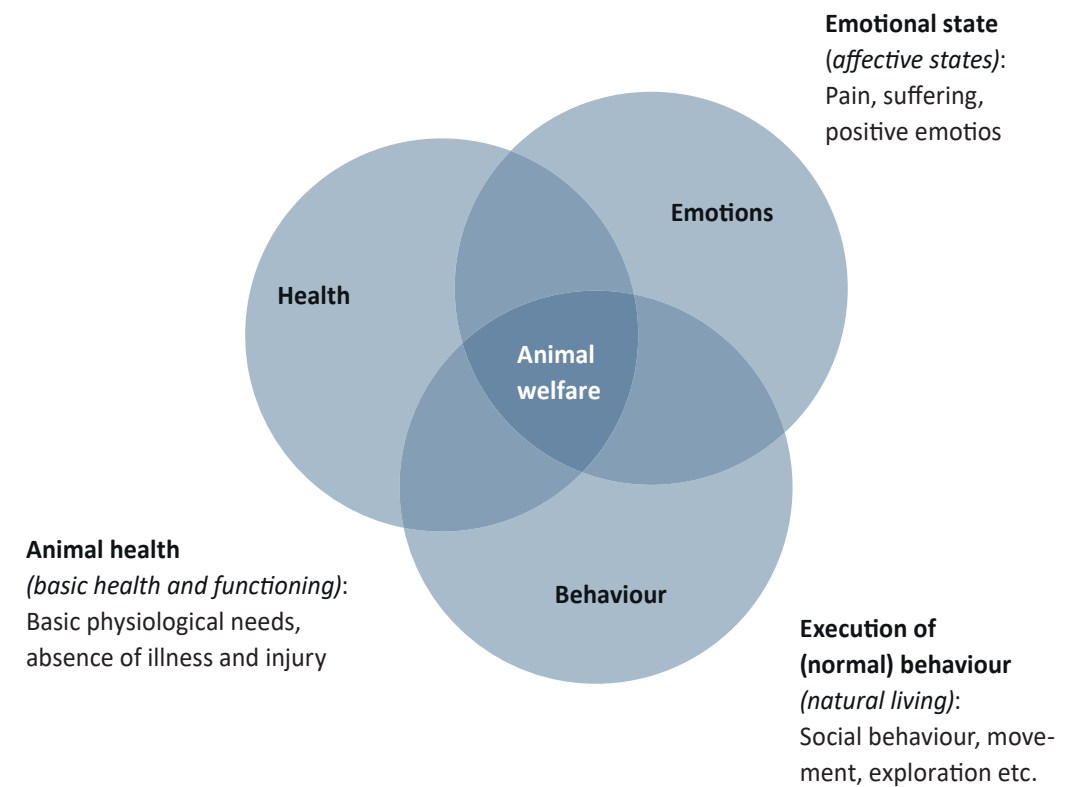 Emotional state
(affective states):
Pain, suffering,
positive emotios
Emotions
Health
Animal
welfare
Animal health
(basic health and functioning):
Basic physiological needs,
absence of illness and injury
Behaviour
Execution of
(normal) behaviour
(natural living):
Social behaviour, move-
ment, exploration etc.